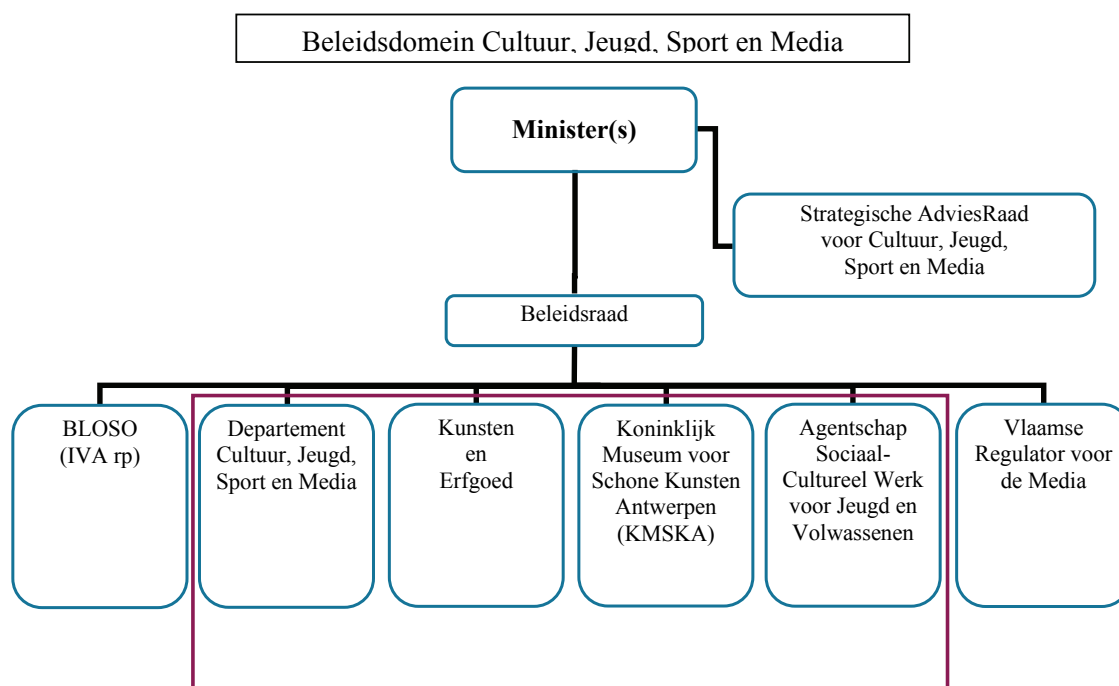 Beleidsdomein Cultuur, Jeugd, Sport en Media
Minister(s)
Strategische AdviesRaad
voor Cultuur, Jeugd,
Sport en Media
Beleidsraad
BLOSO
(IVA rp)
Departement
Cultuur, Jeugd,
Sport en Media
Kunsten
en
Erfgoed
Koninklijk
Museum voor
Schone Kunsten
Antwerpen
(KMSKA)
Agentschap
Sociaal-
Cultureel Werk
voor Jeugd en
Volwassenen
Vlaamse
Regulator voor
de Media